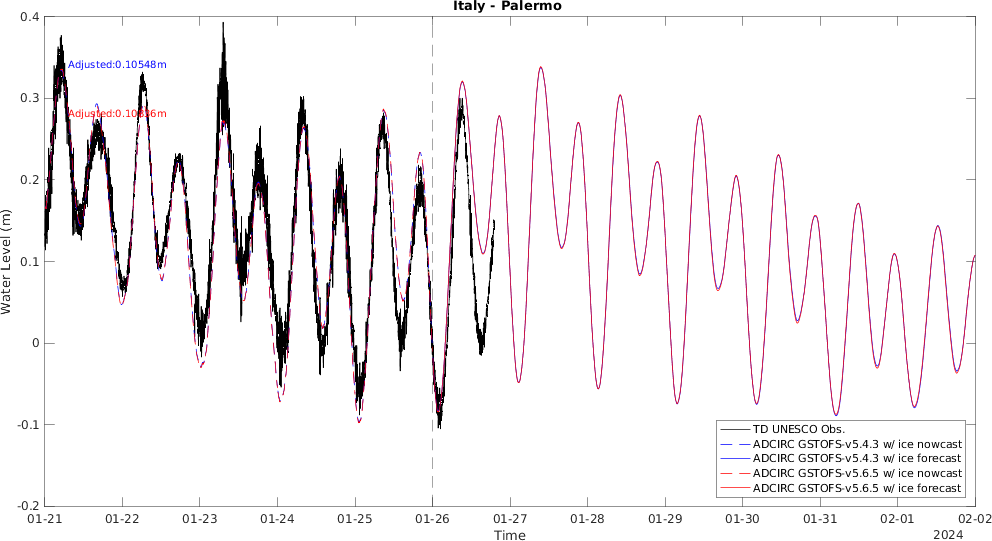 Italy - Palermo
0.4
0.3
0.2
0.1
0
-0.1
-0.2
Water Level (m)
Adjusted:0.10548m
TD UNESCO Obs.
ADCIRC GSTOFS-v5.4.3 w/ ice nowcast
ADCIRC GSTOFS-v5.4.3 w/ ice forecast
ADCIRC GSTOFS-v5.6.5 w/ ice nowcast
ADCIRC GSTOFS-v5.6.5 w/ ice forecast
01-21 01-22 01-23 01-24 01-25 01-26 01-27 01-28 01-29 01-30 01-31 02-01 02-02
Time
2024